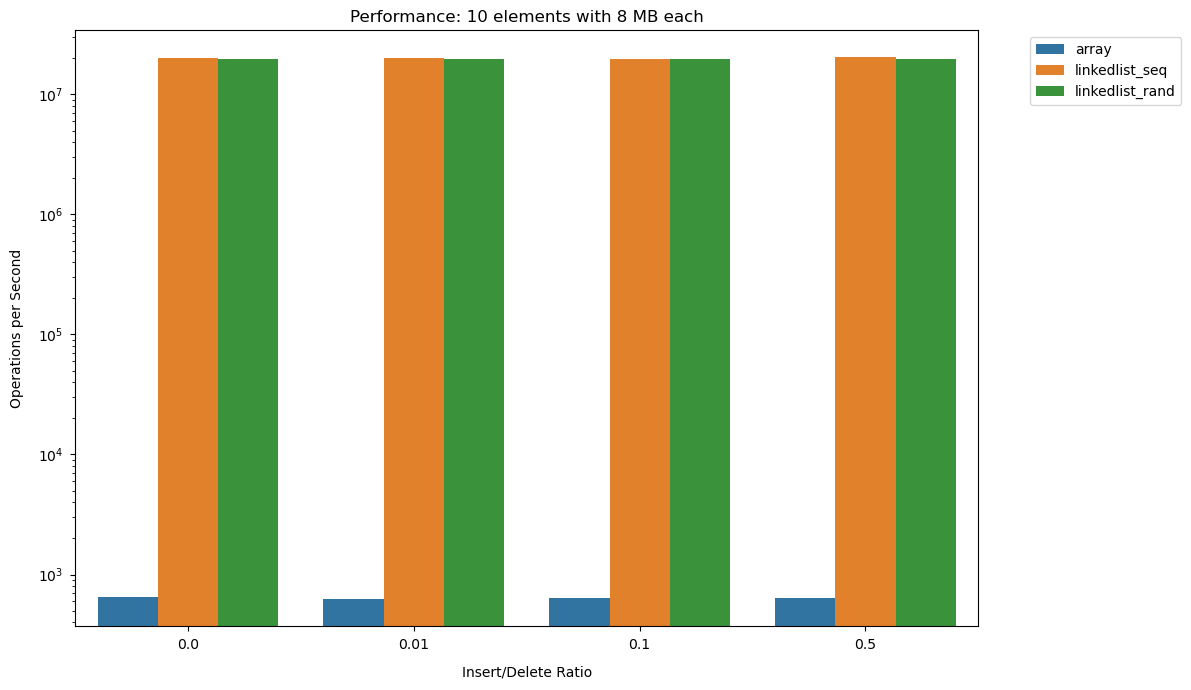 Performance: 10 elements with 8 MB each
array
linkedlist_seq
linkedlist_rand
Operations per Second
10⁷
10⁶
10⁵
10⁴
10³
0.0 0.01 0.1 0.5
Insert/Delete Ratio